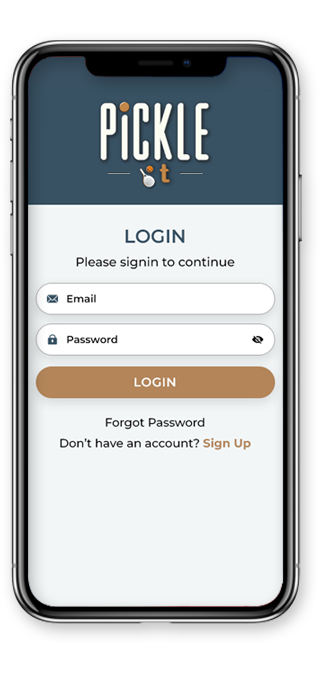 PiCKLE
it
LOGIN
Please signin to continue
Email
Password
LOGIN
Forgot Password
Don't have an account? Sign Up